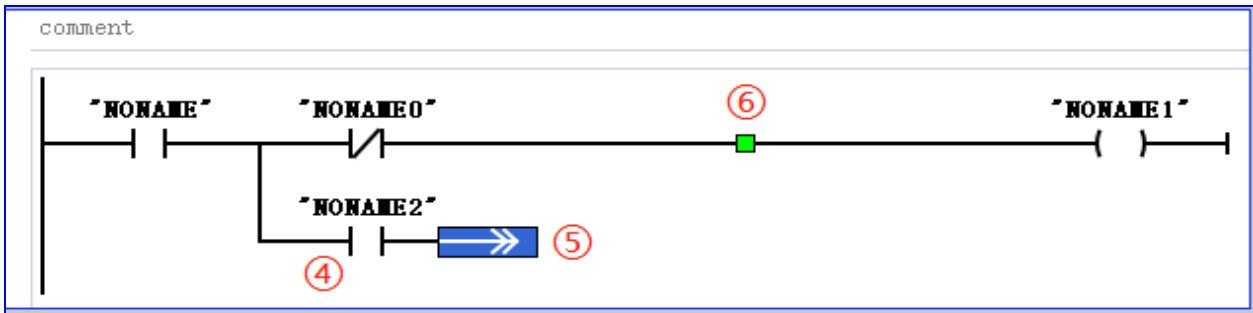 comment
"NONAME" "NONAME0" ⑥ "NONAME1"
"NONAME2"
⑤
④